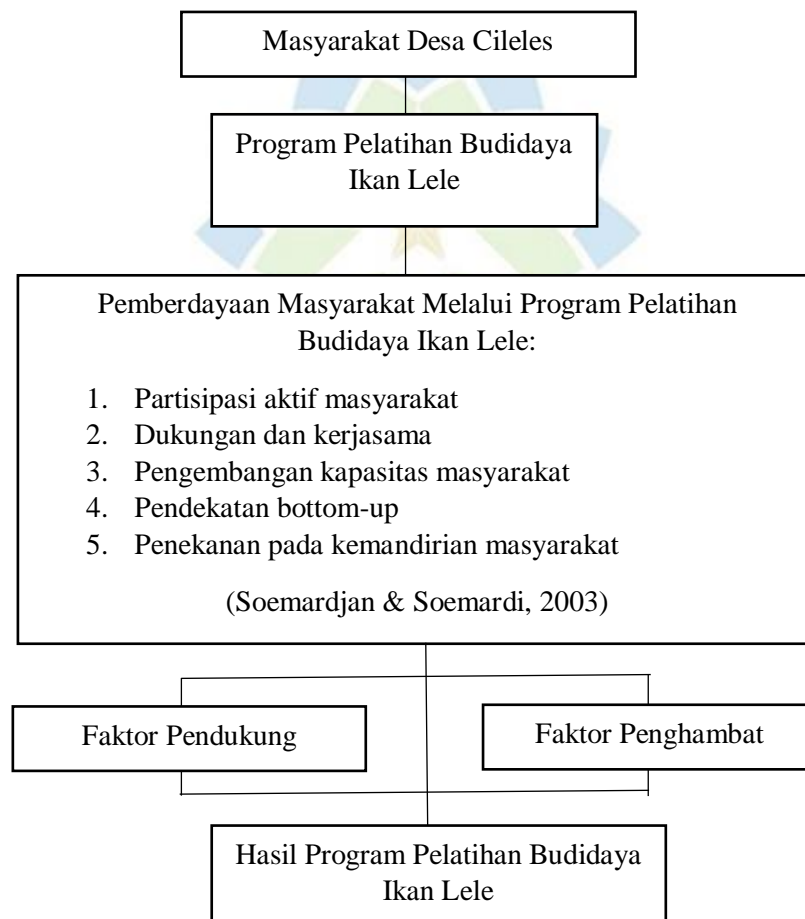 Masyarakat Desa Cileles
Program Pelatihan Budidaya
Ikan Lele
Pemberdayaan Masyarakat Melalui Program Pelatihan
Budidaya Ikan Lele:
1. Partisipasi aktif masyarakat
2. Dukungan dan kerjasama
3. Pengembangan kapasitas masyarakat
4. Pendekatan bottom-up
5. Penekanan pada kemandirian masyarakat
(Soemardjan & Soemardi, 2003)
Faktor Pendukung
Faktor Penghambat
Hasil Program Pelatihan Budidaya
Ikan Lele